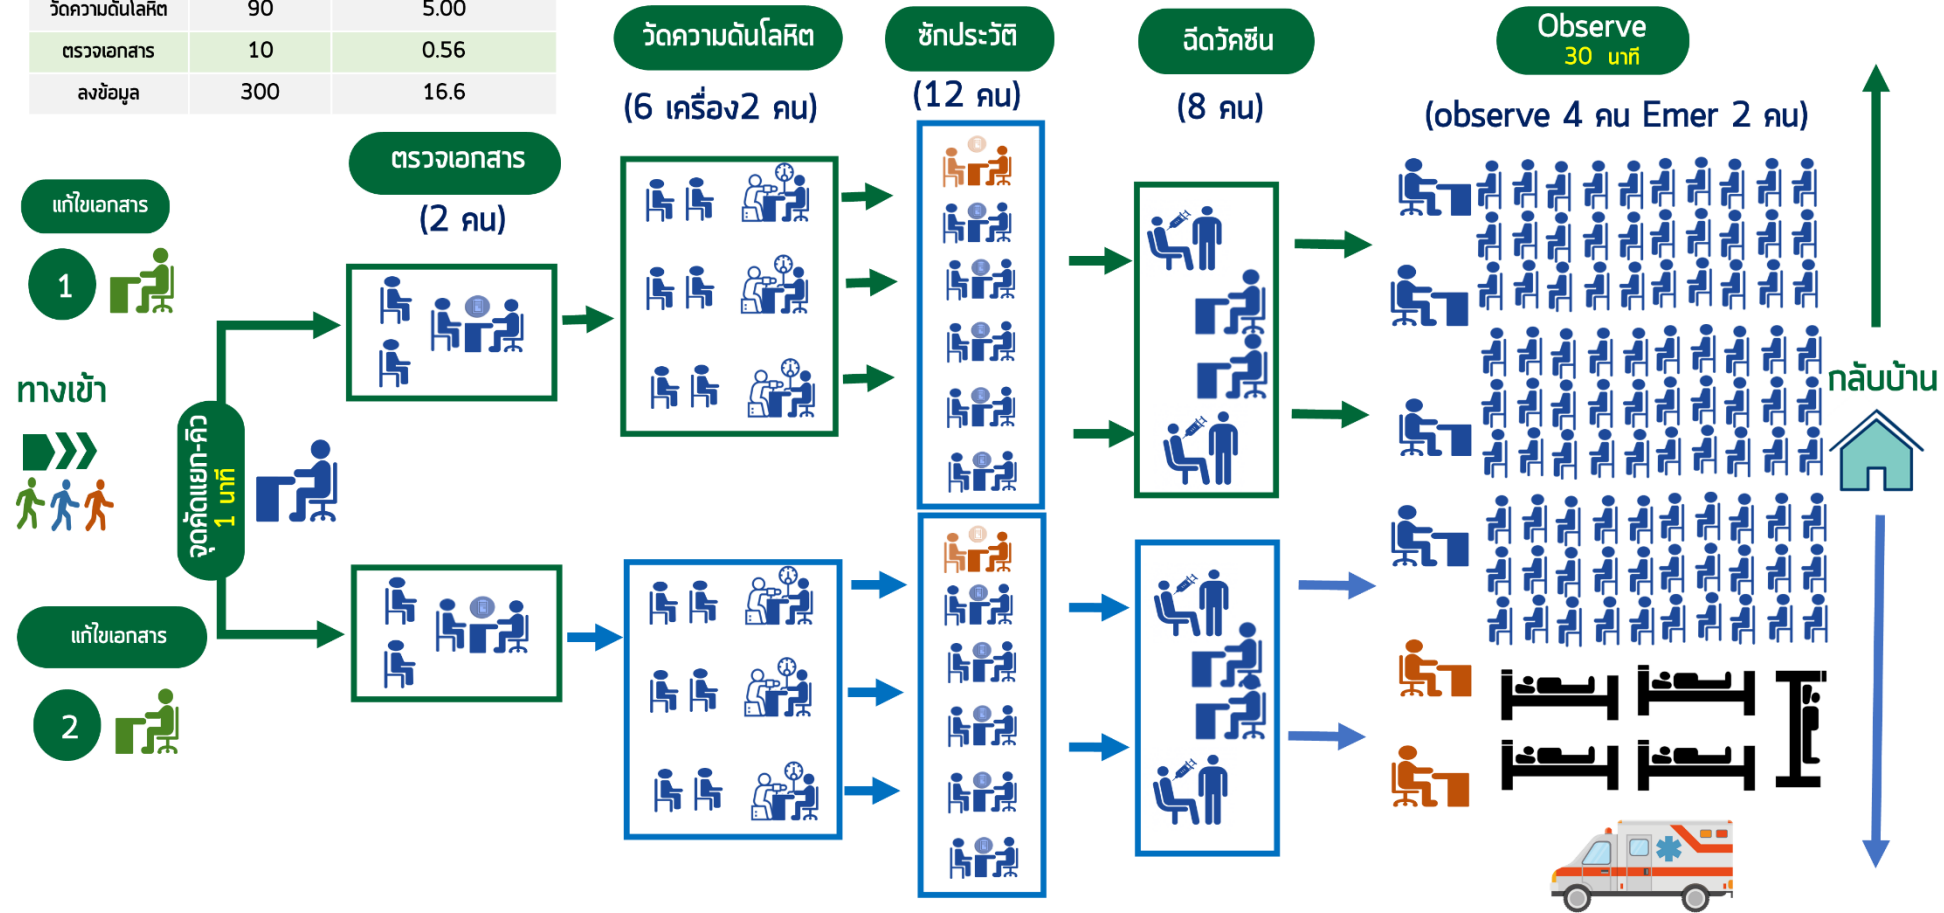 วัดความดันโลหิต 90 5.00
ตรวจเอกสาร 10 0.56
ลงข้อมูล 300 16.6
วัดความดันโลหิต
(6 เครื่อง2 คน)
ซักประวัติ
(12 คน)
ฉีดวัคซีน
(8 คน)
Observe
30 นาที
(observe 4 คน Emer 2 คน)
ตรวจเอกสาร
(2 คน)
แก้ไขเอกสาร
1
ทางเข้า
จุดคัดแยก-คิว
1 นาที
แก้ไขเอกสาร
2
กลับบ้าน